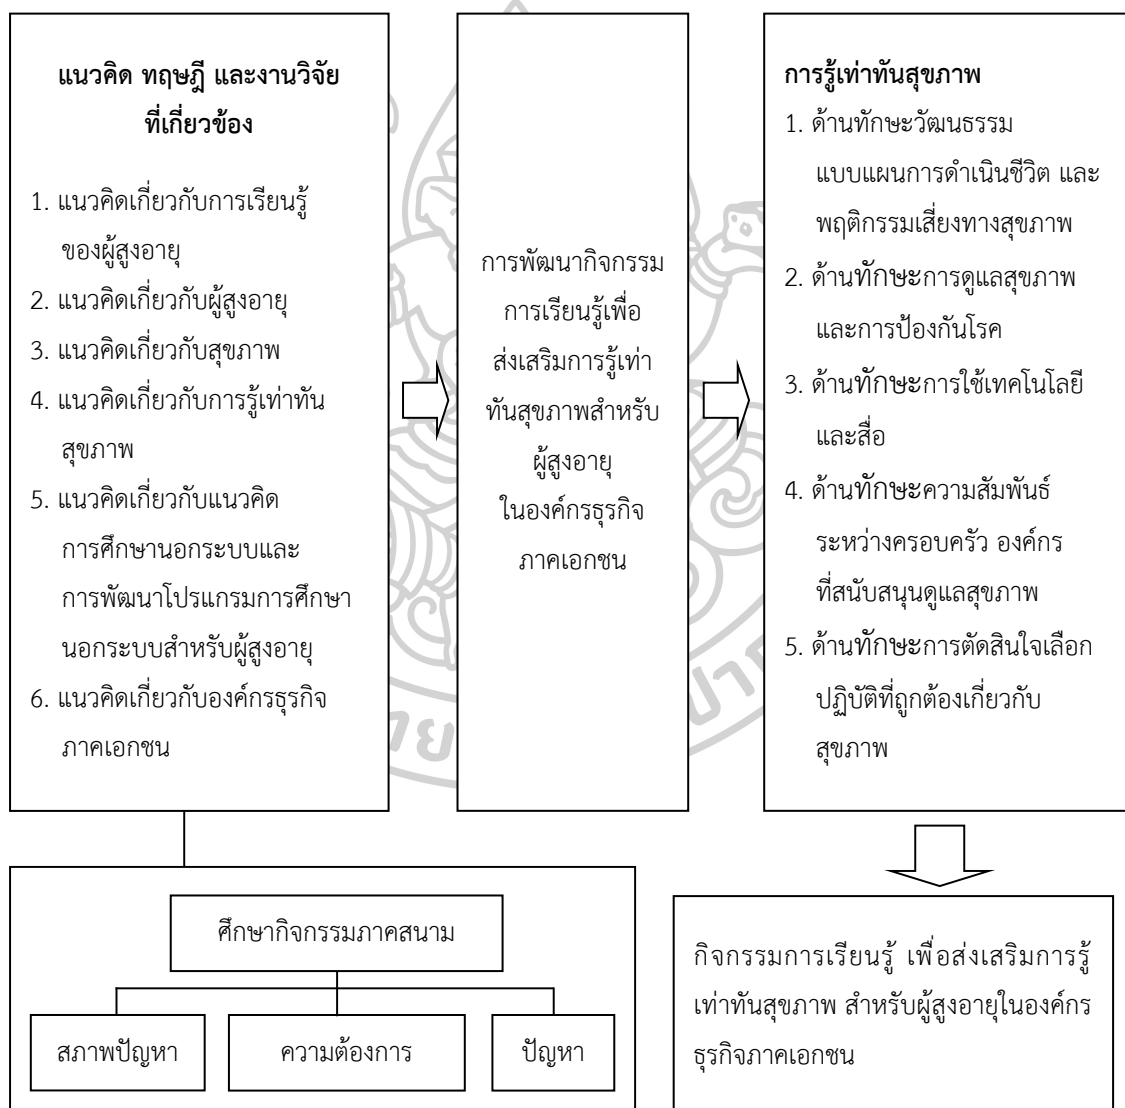 แนวคิด ทฤษฎี และงานวิจัย
ที่เกี่ยวข้อง
1. แนวคิดเกี่ยวกับการเรียนรู้
ของผู้สูงอายุ
2. แนวคิดเกี่ยวกับผู้สูงอายุ
3. แนวคิดเกี่ยวกับสุขภาพ
4. แนวคิดเกี่ยวกับการรู้เท่าทัน
สุขภาพ
5. แนวคิดเกี่ยวกับแนวคิด
การศึกษานอกระบบและ
การพัฒนาโปรแกรมการศึกษา
นอกระบบสำหรับผู้สูงอายุ
6. แนวคิดเกี่ยวกับองค์กรธุรกิจ
ภาคเอกชน
การพัฒนากิจกรรม
การเรียนรู้เพื่อ
ส่งเสริมการรู้เท่า
ทันสุขภาพสำหรับ
ผู้สูงอายุ
ในองค์กรธุรกิจ
ภาคเอกชน
การรู้เท่าทันสุขภาพ
1. ด้านทักษะวัฒนธรรม
แบบแผนการดำเนินชีวิต และ
พฤติกรรมเสี่ยงทางสุขภาพ
2. ด้านทักษะการดูแลสุขภาพ
และการป้องกันโรค
3. ด้านทักษะการใช้เทคโนโลยี
และสื่อ
4. ด้านทักษะความสัมพันธ์
ระหว่างครอบครัว องค์กร
ที่สนับสนุนดูแลสุขภาพ
5. ด้านทักษะการตัดสินใจเลือก
ปฏิบัติที่ถูกต้องเกี่ยวกับ
สุขภาพ
ศึกษากิจกรรมภาคสนาม
สภาพปัญหา
ความต้องการ
ปัญหา
กิจกรรมการเรียนรู้ เพื่อส่งเสริมการรู้
เท่าทันสุขภาพ สำหรับผู้สูงอายุในองค์กร
ธุรกิจภาคเอกชน